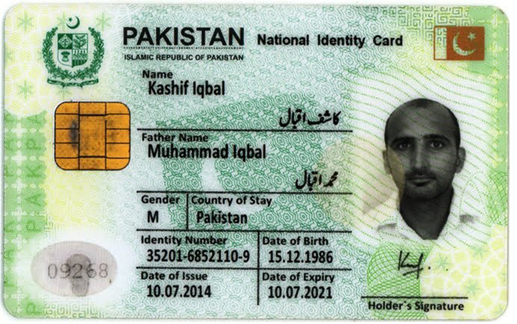 PAKISTAN National Identity Card
ISLAMIC REPUBLIC OF PAKISTAN
Name
Kashif Iqbal
کاشف اقبال
Father Name
Muhammad Iqbal
محمد اقبال
Gender Country of Stay
M Pakistan
Identity Number Date of Birth
35201-6852110-9 15.12.1986
Date of Issue Date of Expiry
10.07.2014 10.07.2021
09268
Holder`s Signature